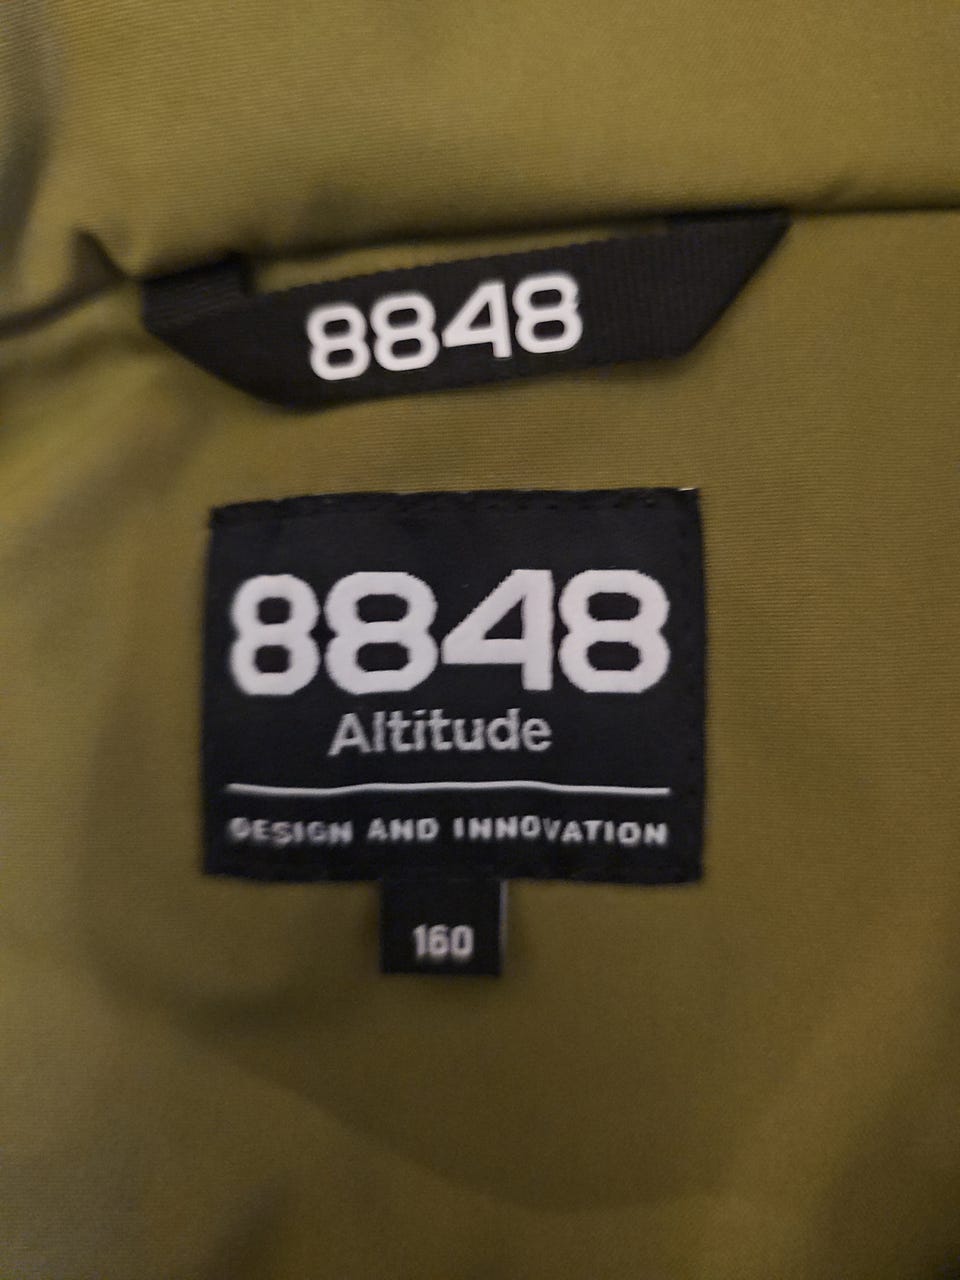 8848
8848
Altitude
DESIGN AND INNOVATION
160